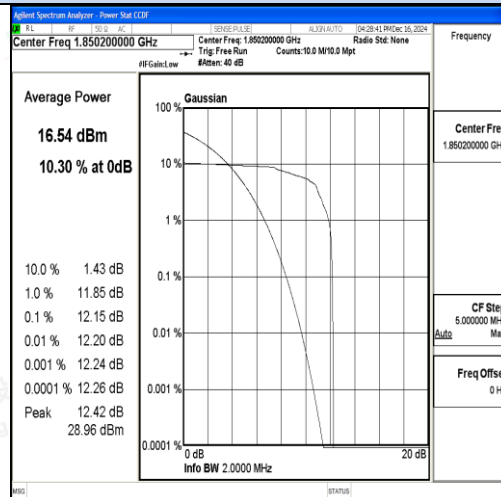 Agilent Spectrum Analyzer - Power Stat CCDF
RL RF 50 Ω AC SENSE:PULSE ALIGN AUTO 04:28:41 PM Dec 16, 2024
Center Freq 1.850200000 GHz
Center Freq: 1.850200000 GHz Radio Std: None
Trig: Free Run Counts:10.0 M/10.0 Mpt
#IFGain:Low #Atten: 40 dB
Frequency
Average Power
16.54 dBm
10.30 % at 0dB
10.0 % 1.43 dB
1.0 % 11.85 dB
0.1 % 12.15 dB
0.01 % 12.20 dB
0.001 % 12.24 dB
0.0001 % 12.26 dB
Peak 12.42 dB
28.96 dBm
Gaussian
100 %
10 %
1 %
0.1 %
0.01 %
0.001 %
0.0001 %
0 dB 20 dB
Info BW 2.0000 MHz
Center Fre
1.850200000 GH
CF Ste
5.000000 MH
Auto Ma
Freq Offse
0 H
MSG STATUS